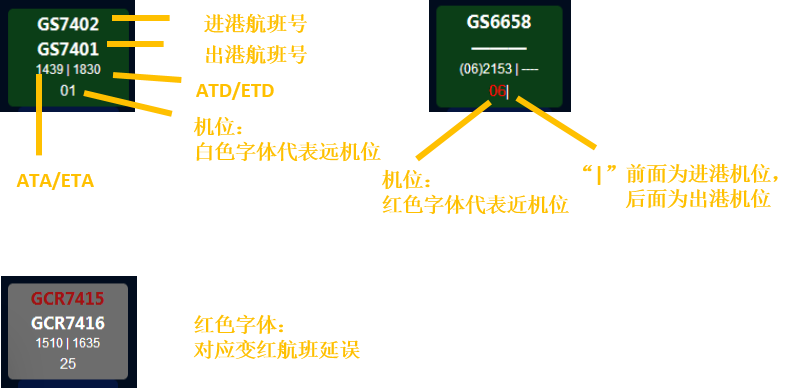 GS7402
GS7401
1439 | 1830
01
进港航班号
出港航班号
ATD/ETD
机位：
白色字体代表远机位
ATA/ETA
GS6658
———
(06)2153 | ----
06|
机位：
红色字体代表近机位
“|”前面为进港机位，
后面为出港机位
GCR7415
GCR7416
1510 | 1635
25
红色字体：
对应变红航班延误